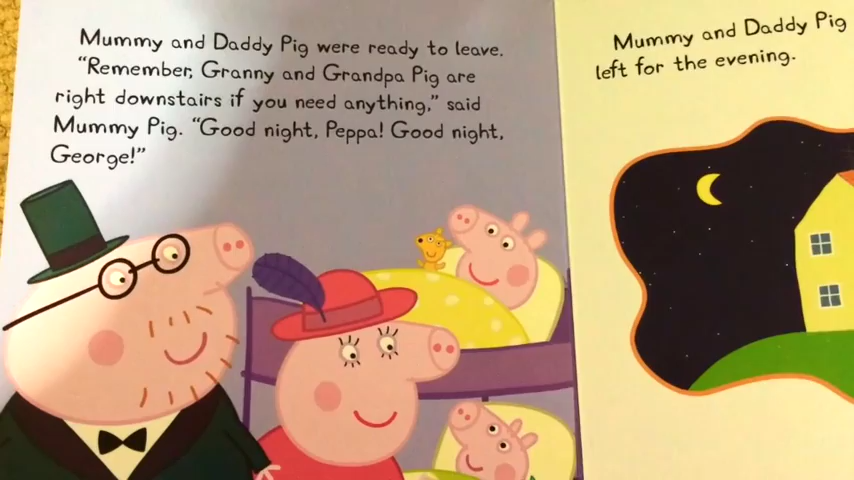 Mummy and Daddy Pig were ready to leave.
“Remember, Granny and Grandpa Pig are
right downstairs if you need anything,” said
Mummy Pig. “Good night, Peppa! Good night,
George!”
Mummy and Daddy Pig
left for the evening.